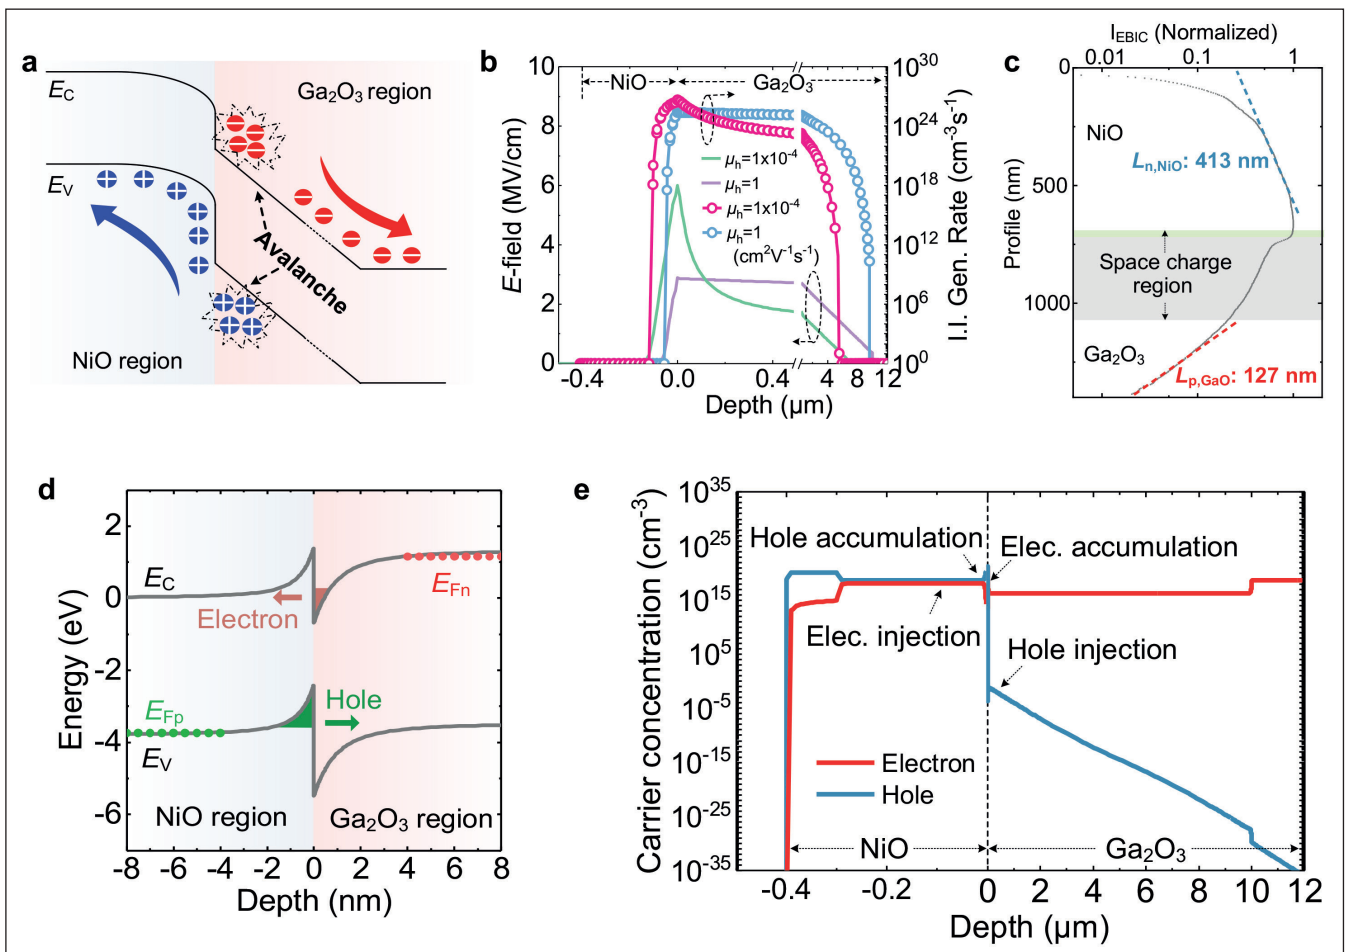 a
E_C
Ga₂O₃ region
E_V
Avalanche
NiO region
b
NiO
Ga₂O₃
10
8
6
4
2
0
E-field (MV/cm)
10³⁰
10²⁴
10¹⁸
10¹²
10⁶
10⁰
I.I. Gen. Rate (cm⁻³s⁻¹)
μₕ=1x10⁻⁴
μₕ=1
μₕ=1x10⁻⁴
μₕ=1
(cm²V⁻¹s⁻¹)
-0.4 0.0 0.4 4 8 12
Depth (μm)
c
I_EBIC (Normalized)
0.01 0.1 1
0
500
1000
Profile (nm)
NiO
L_n,NiO: 413 nm
Space charge
region
Ga₂O₃
L_p,GaO: 127 nm
d
2
0
-2
-4
-6
Energy (eV)
E_C
E_Fn
Electron
Hole
E_Fp
E_V
NiO region
Ga₂O₃ region
-8 -6 -4 -2 0 2 4 6 8
Depth (nm)
e
10³⁵
10²⁵
10¹⁵
10⁵
10⁻⁵
10⁻¹⁵
10⁻²⁵
10⁻³⁵
Carrier concentration (cm⁻³)
Hole accumulation
Elec. accumulation
Elec. injection
Hole injection
Electron
Hole
NiO
Ga₂O₃
-0.4 -0.2 0 2 4 6 8 10 12
Depth (μm)